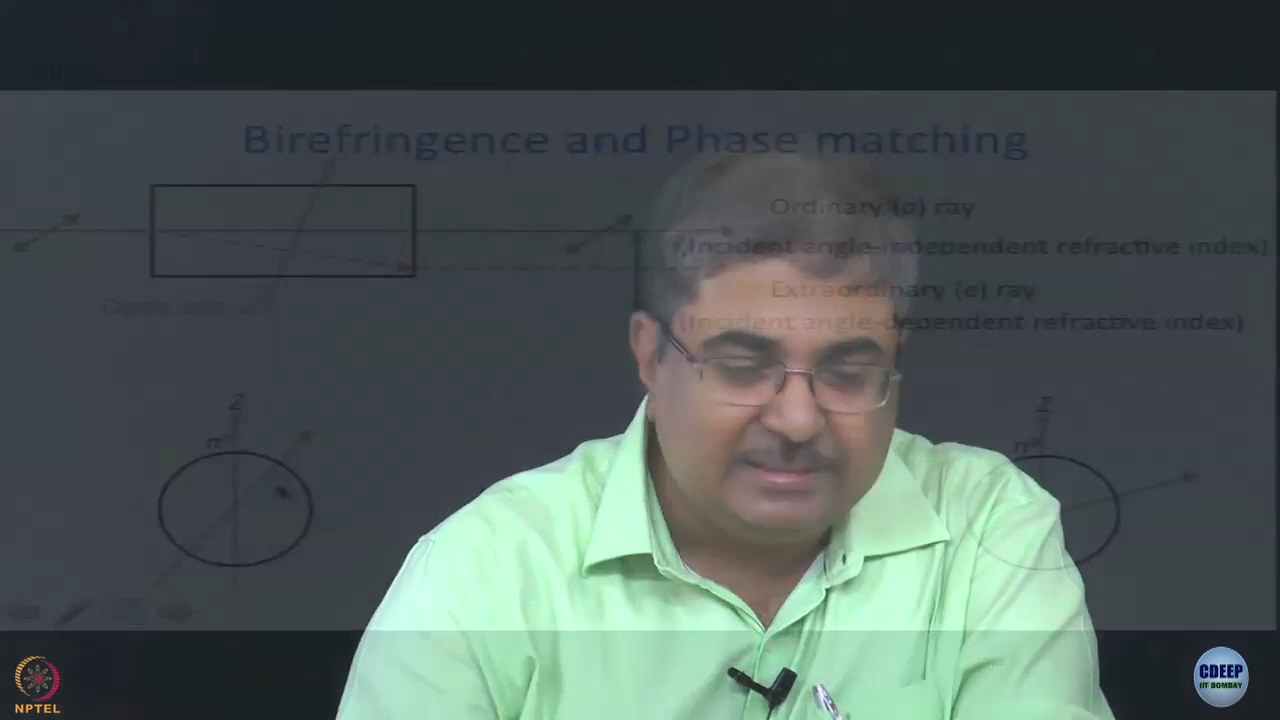 Birefringence and Phase matching
Ordinary (o) ray
(Incident angle-independent refractive index)
Extraordinary (e) ray
(Incident angle-dependent refractive index)
Z
Z
NPTEL
CDEEP
IIT BOMBAY